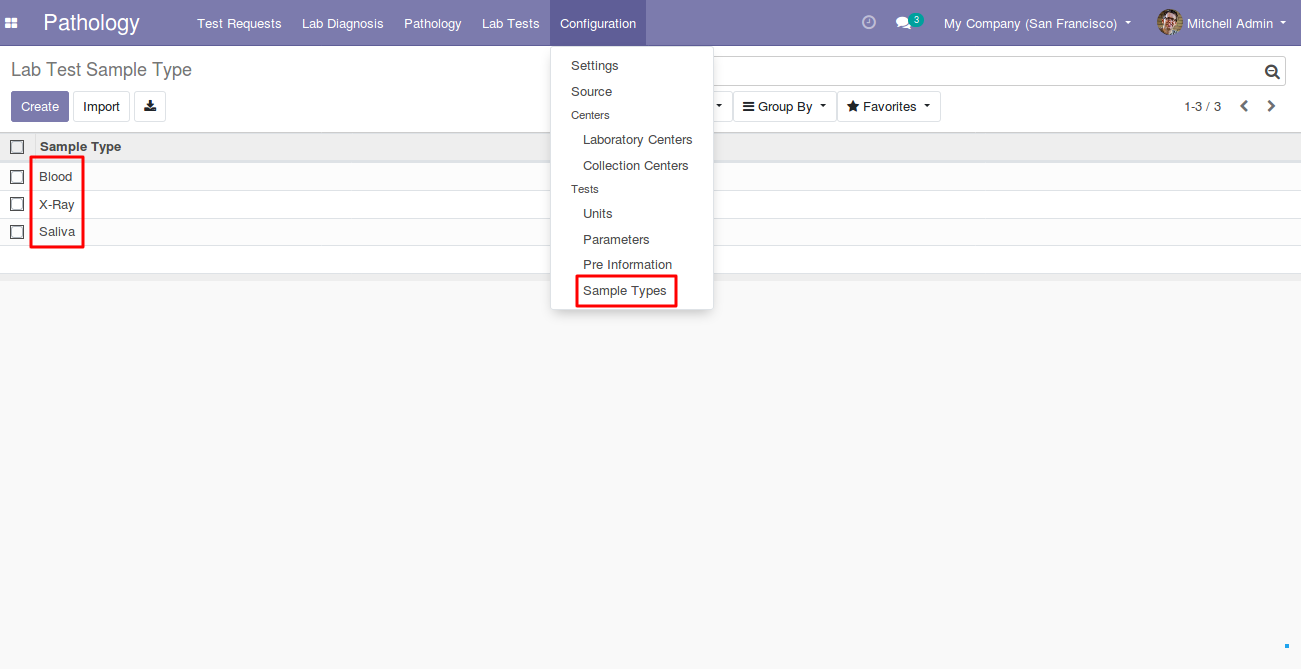 Pathology Test Requests Lab Diagnosis Pathology Lab Tests Configuration 3 My Company (San Francisco) Mitchell Admin
Lab Test Sample Type
Create Import Group By Favorites 1-3 / 3
Settings
Source
Centers
Laboratory Centers
Collection Centers
Tests
Units
Parameters
Pre Information
Sample Types
Sample Type
Blood
X-Ray
Saliva